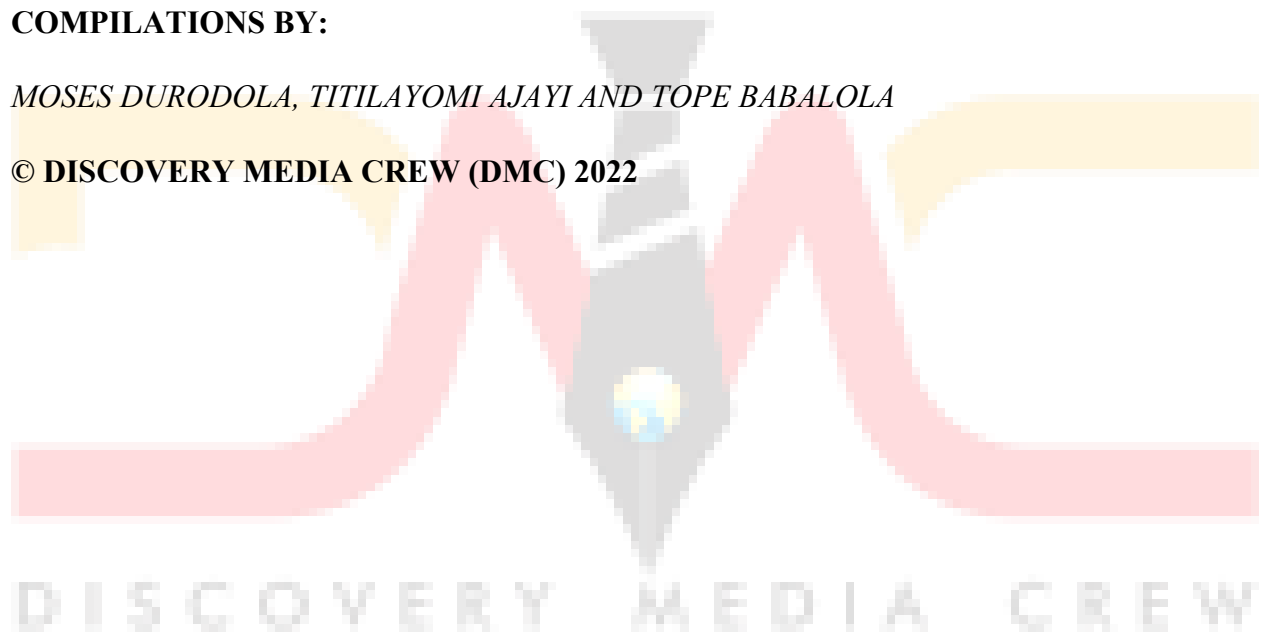 COMPILATIONS BY:
MOSES DURODOLA, TITILAYOMI AJAYI AND TOPE BABALOLA
© DISCOVERY MEDIA CREW (DMC) 2022
DISCOVERY MEDIA CREW